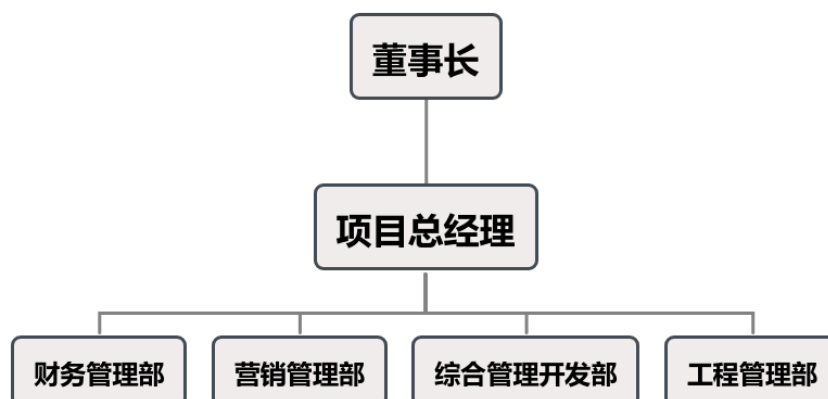 董事长
项目总经理
财务管理部
营销管理部
综合管理开发部
工程管理部